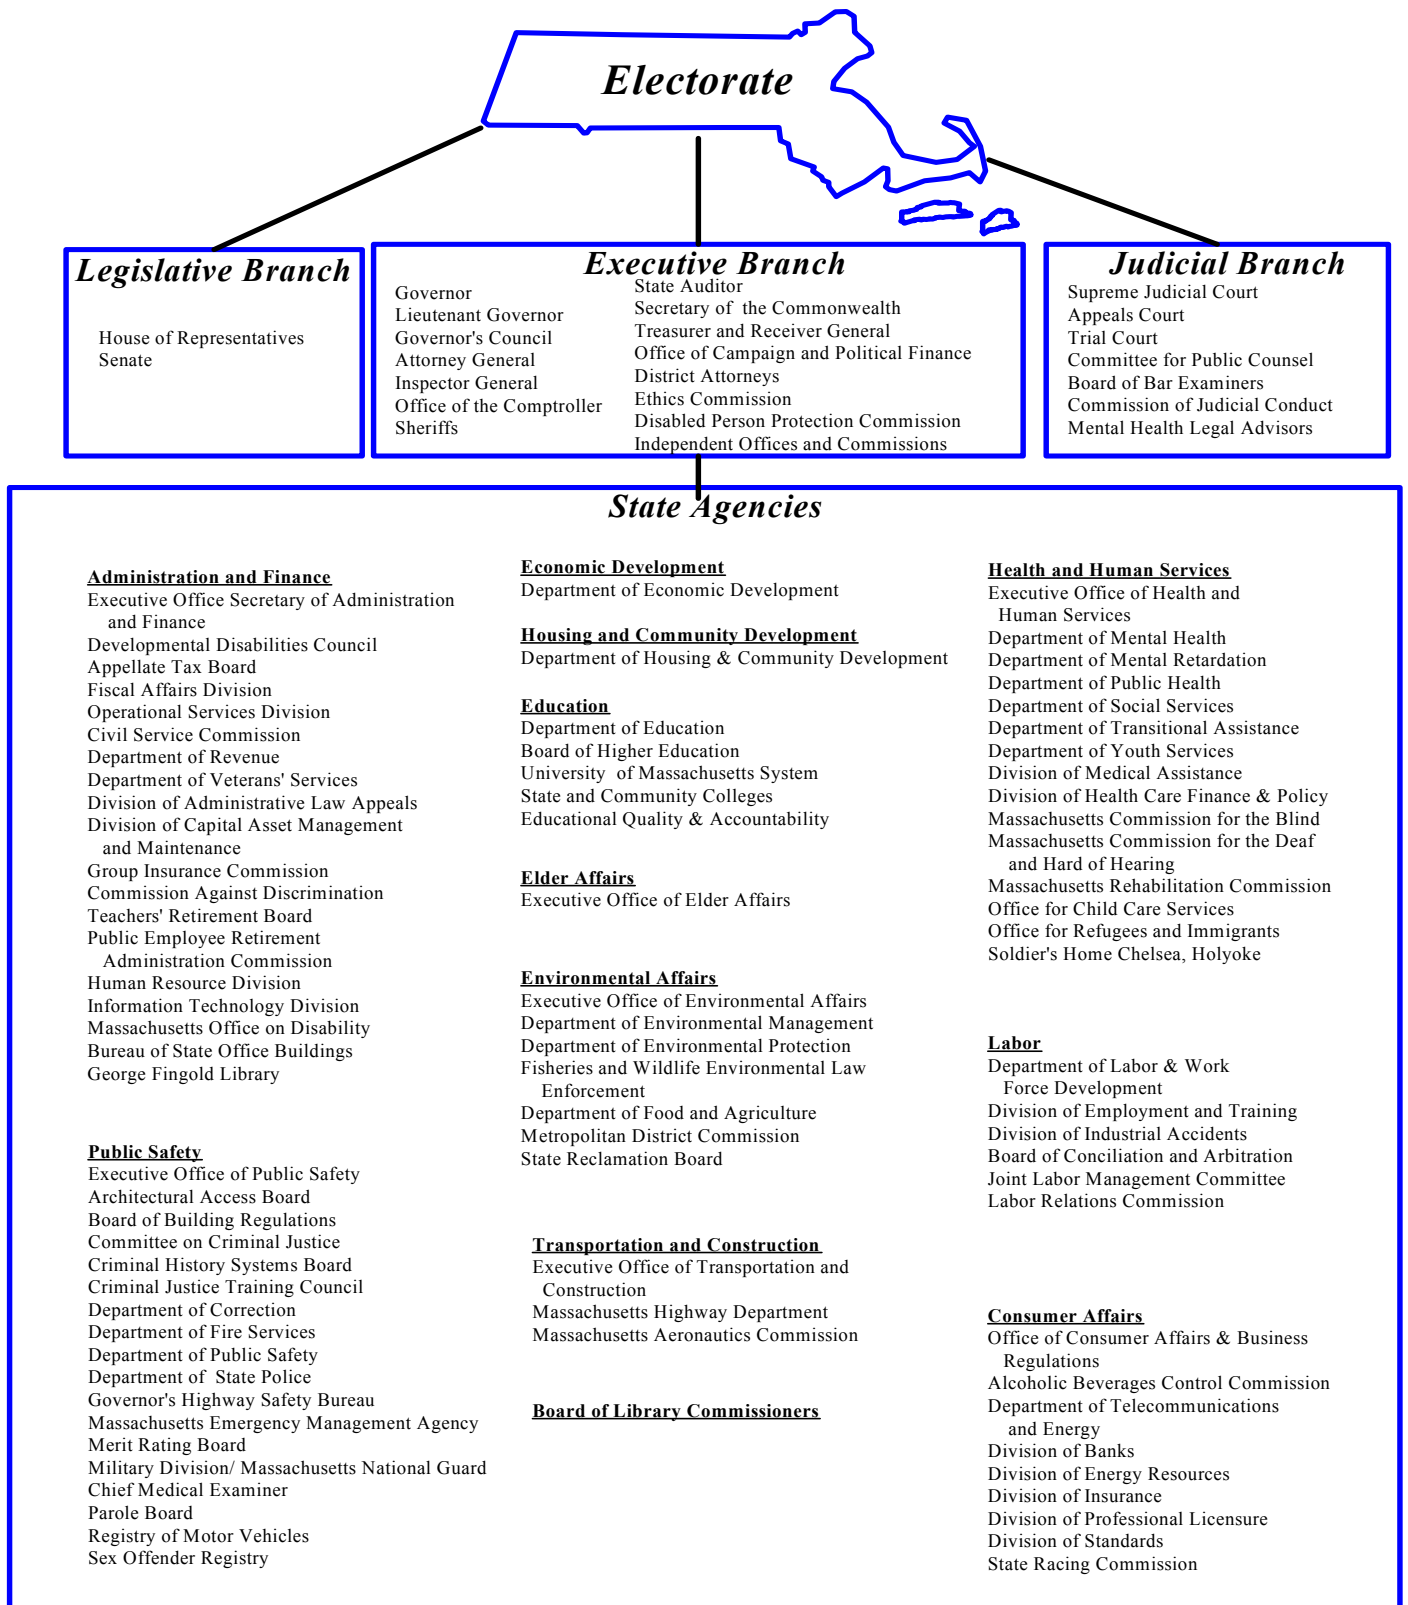 Electorate
Legislative Branch
House of Representatives
Senate
Executive Branch
Governor
Lieutenant Governor
Governor's Council
Attorney General
Inspector General
Office of the Comptroller
Sheriffs
State Auditor
Secretary of the Commonwealth
Treasurer and Receiver General
Office of Campaign and Political Finance
District Attorneys
Ethics Commission
Disabled Person Protection Commission
Independent Offices and Commissions
Judicial Branch
Supreme Judicial Court
Appeals Court
Trial Court
Committee for Public Counsel
Board of Bar Examiners
Commission of Judicial Conduct
Mental Health Legal Advisors
State Agencies
Administration and Finance
Executive Office Secretary of Administration
and Finance
Developmental Disabilities Council
Appellate Tax Board
Fiscal Affairs Division
Operational Services Division
Civil Service Commission
Department of Revenue
Department of Veterans' Services
Division of Administrative Law Appeals
Division of Capital Asset Management
and Maintenance
Group Insurance Commission
Commission Against Discrimination
Teachers' Retirement Board
Public Employee Retirement
Administration Commission
Human Resource Division
Information Technology Division
Massachusetts Office on Disability
Bureau of State Office Buildings
George Fingold Library
Public Safety
Executive Office of Public Safety
Architectural Access Board
Board of Building Regulations
Committee on Criminal Justice
Criminal History Systems Board
Criminal Justice Training Council
Department of Correction
Department of Fire Services
Department of Public Safety
Department of State Police
Governor's Highway Safety Bureau
Massachusetts Emergency Management Agency
Merit Rating Board
Military Division/ Massachusetts National Guard
Chief Medical Examiner
Parole Board
Registry of Motor Vehicles
Sex Offender Registry
Economic Development
Department of Economic Development
Housing and Community Development
Department of Housing & Community Development
Education
Department of Education
Board of Higher Education
University of Massachusetts System
State and Community Colleges
Educational Quality & Accountability
Elder Affairs
Executive Office of Elder Affairs
Environmental Affairs
Executive Office of Environmental Affairs
Department of Environmental Management
Department of Environmental Protection
Fisheries and Wildlife Environmental Law
Enforcement
Department of Food and Agriculture
Metropolitan District Commission
State Reclamation Board
Transportation and Construction
Executive Office of Transportation and
Construction
Massachusetts Highway Department
Massachusetts Aeronautics Commission
Board of Library Commissioners
Health and Human Services
Executive Office of Health and
Human Services
Department of Mental Health
Department of Mental Retardation
Department of Public Health
Department of Social Services
Department of Transitional Assistance
Department of Youth Services
Division of Medical Assistance
Division of Health Care Finance & Policy
Massachusetts Commission for the Blind
Massachusetts Commission for the Deaf
and Hard of Hearing
Massachusetts Rehabilitation Commission
Office for Child Care Services
Office for Refugees and Immigrants
Soldier's Home Chelsea, Holyoke
Labor
Department of Labor & Work
Force Development
Division of Employment and Training
Division of Industrial Accidents
Board of Conciliation and Arbitration
Joint Labor Management Committee
Labor Relations Commission
Consumer Affairs
Office of Consumer Affairs & Business
Regulations
Alcoholic Beverages Control Commission
Department of Telecommunications
and Energy
Division of Banks
Division of Energy Resources
Division of Insurance
Division of Professional Licensure
Division of Standards
State Racing Commission